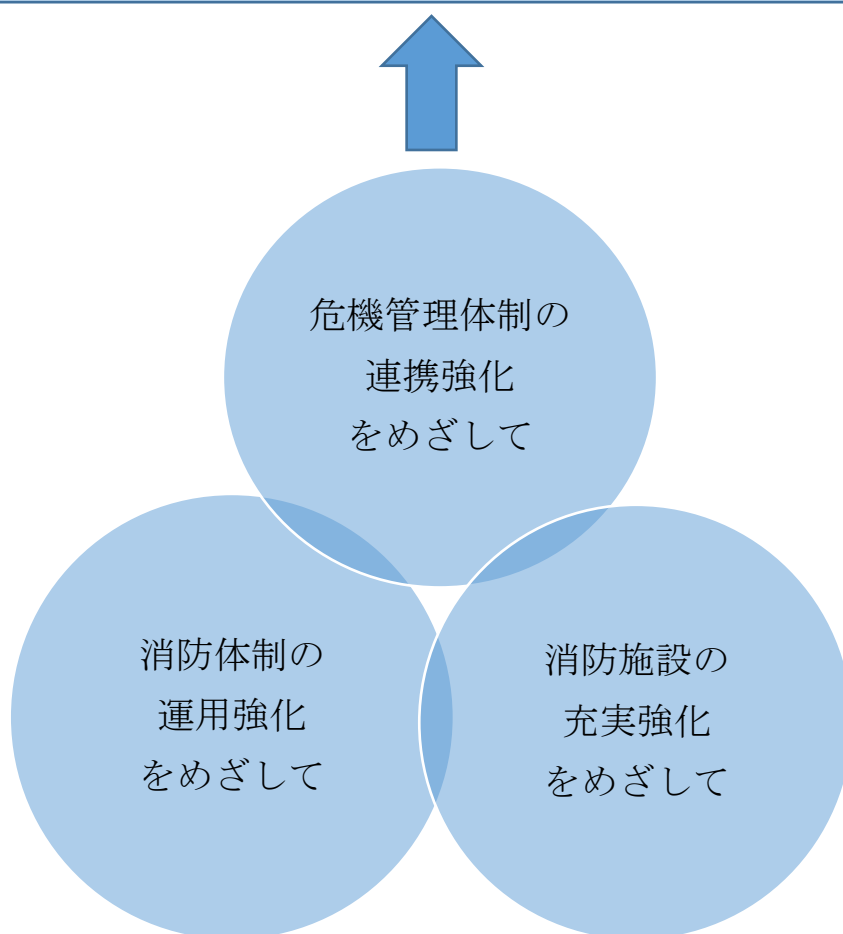 危機管理体制の
連携強化
をめざして
消防体制の
運用強化
をめざして
消防施設の
充実強化
をめざして